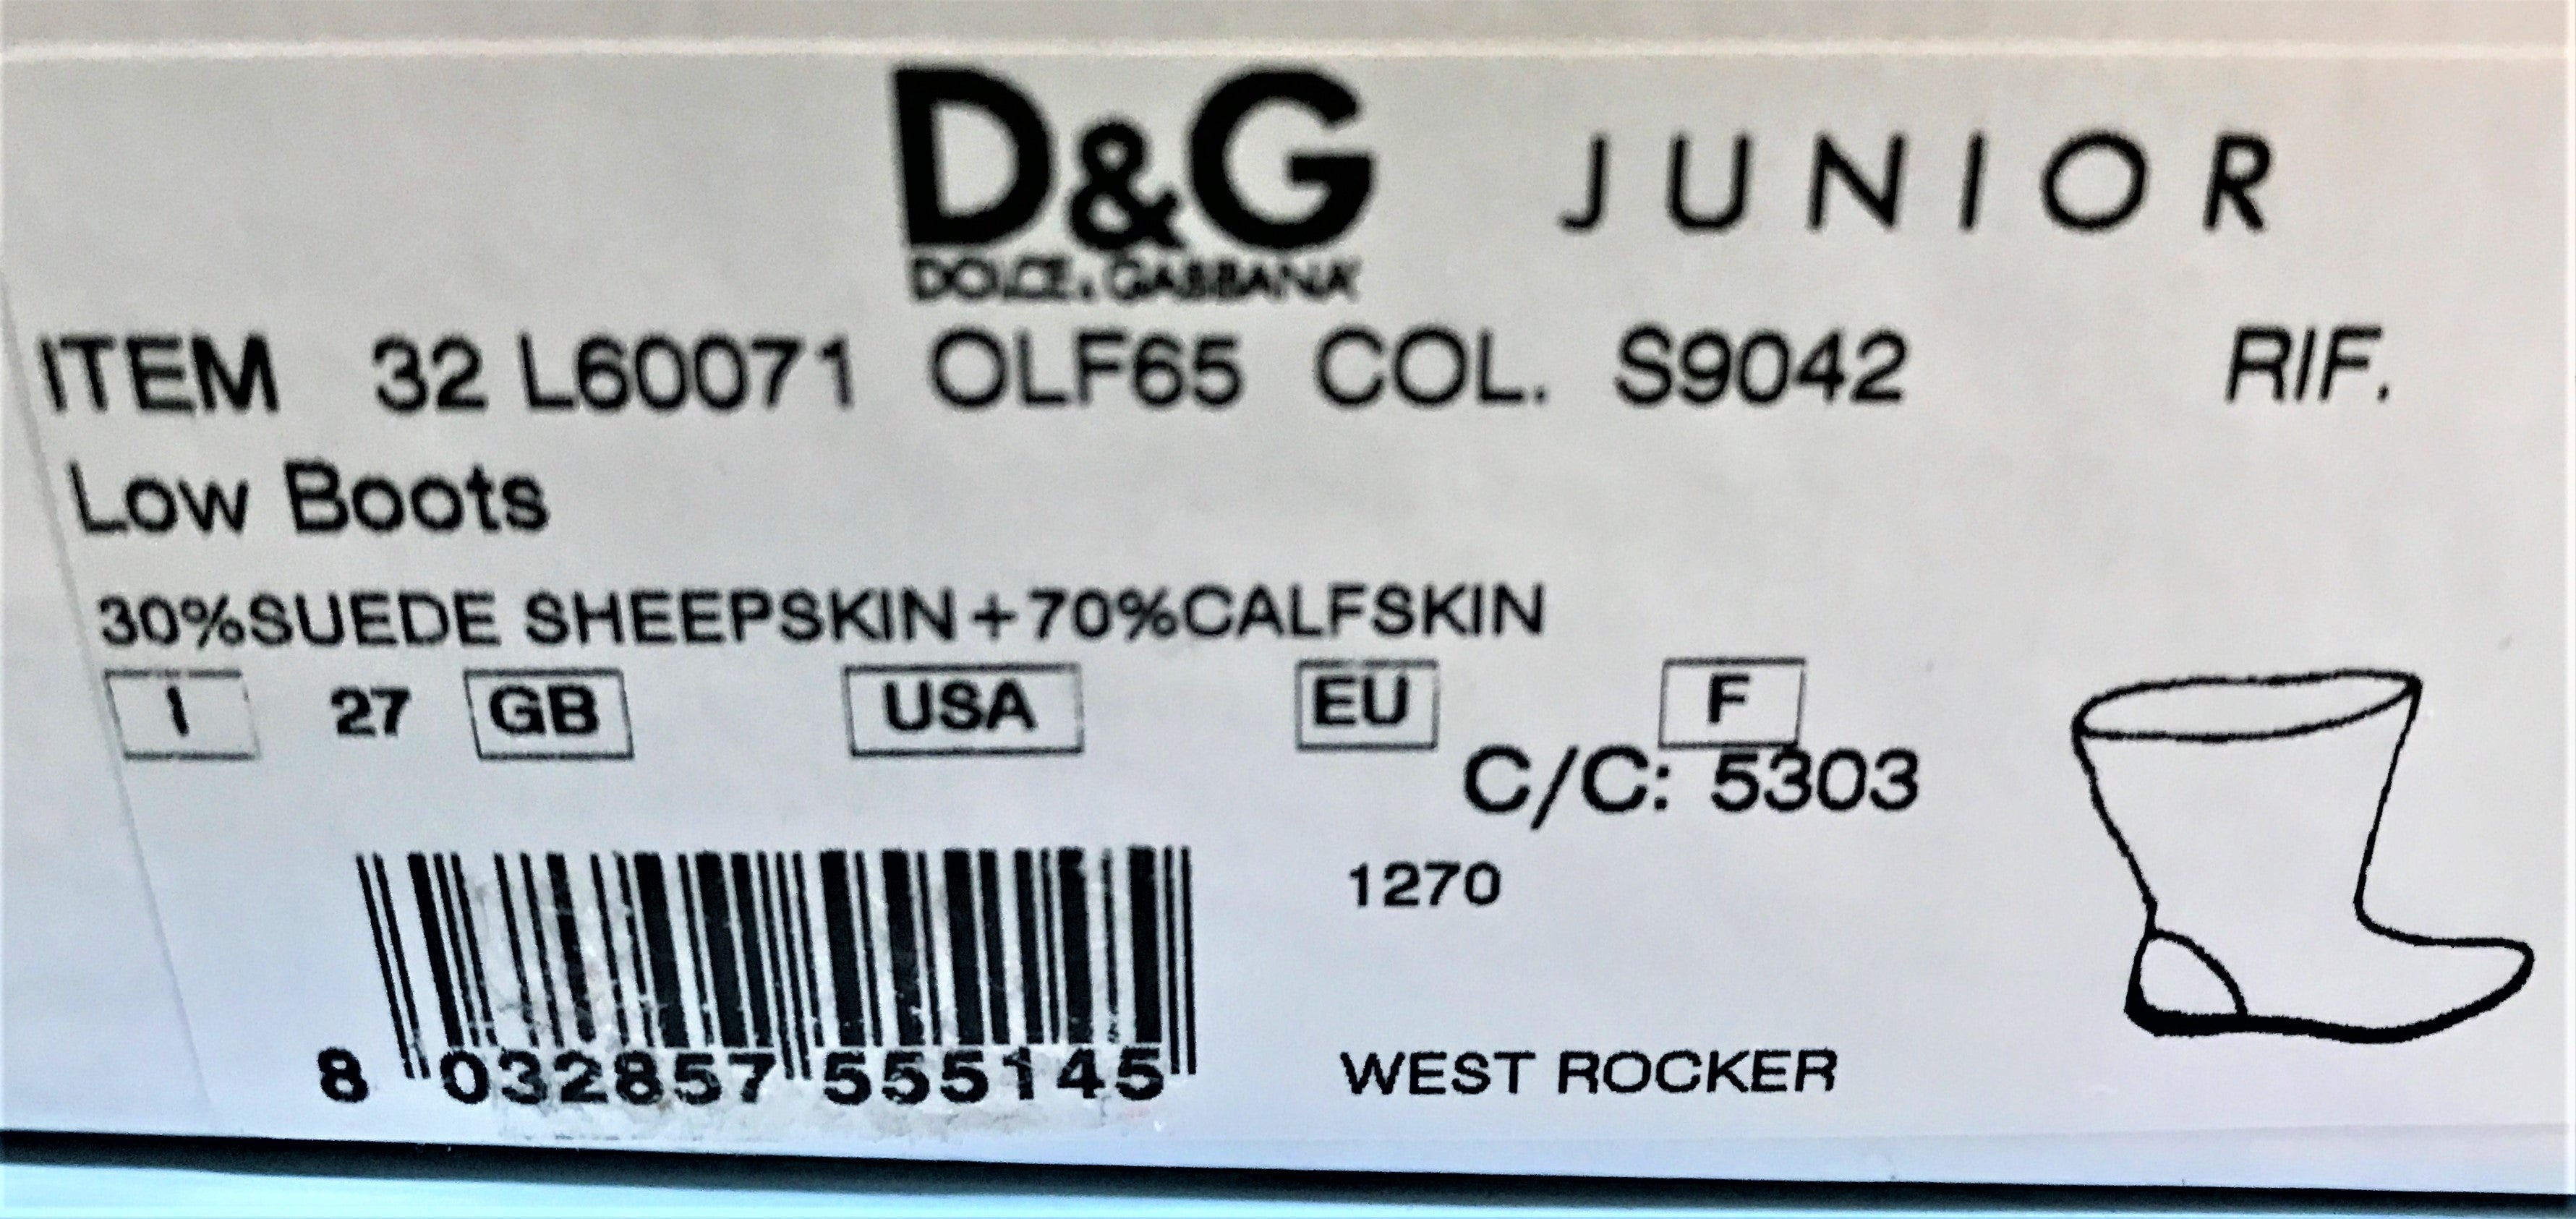 D&G JUNIOR
DOLCE & GABBANA
ITEM 32 L60071 OLF65 COL. S9042 RIF.
Low Boots
30%SUEDE SHEEPSKIN+70%CALFSKIN
I 27 GB USA EU F
C/C: 5303
1270
8 032857 555145
WEST ROCKER